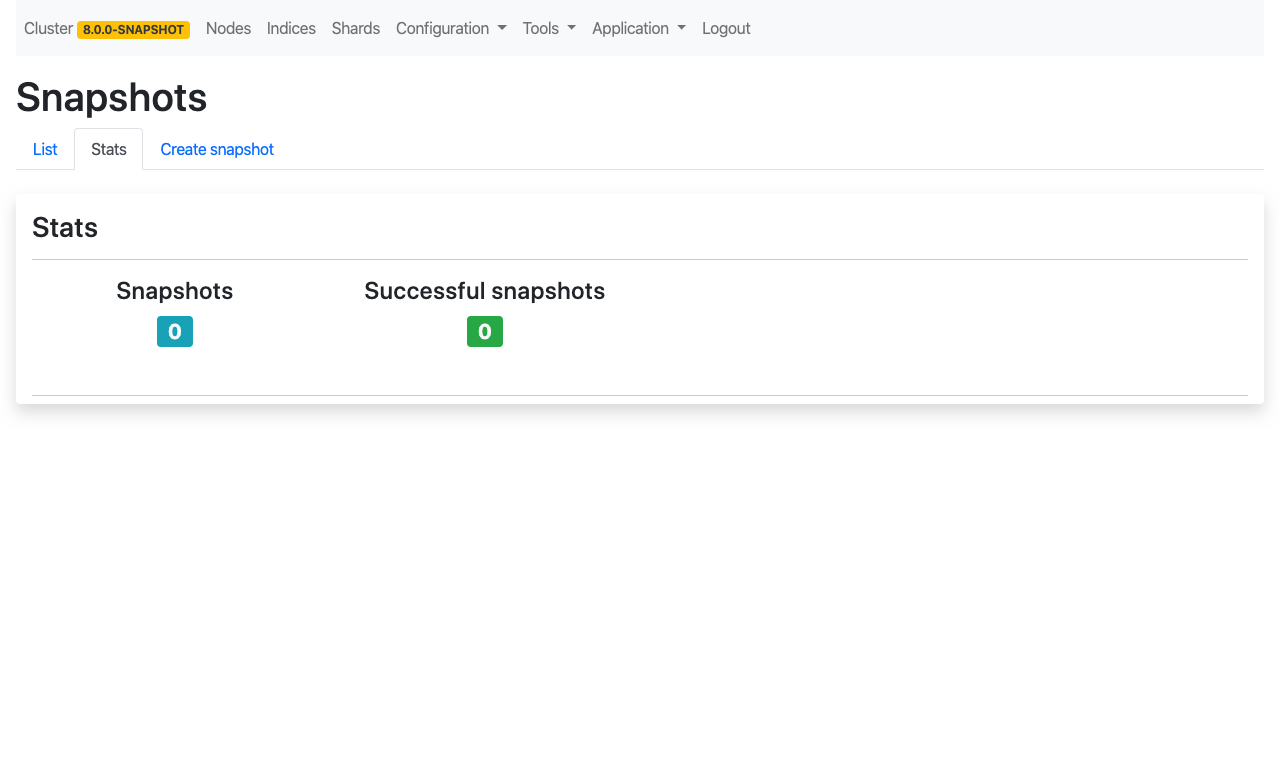 Cluster 8.0.0-SNAPSHOT Nodes Indices Shards Configuration Tools Application Logout
Snapshots
List Stats Create snapshot
Stats
Snapshots Successful snapshots
0 0